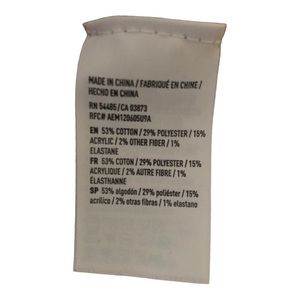 MADE IN CHINA / FABRIQUÉ EN CHINE /
HECHO EN CHINA
RN 54485/CA 03873
RFC# AEM120605U9A
EN 53% COTTON / 29% POLYESTER / 15%
ACRYLIC / 2% OTHER FIBER / 1%
ELASTANE
FR 53% COTON / 29% POLYESTER / 15%
ACRYLIQUE / 2% AUTRE FIBRE / 1%
ÉLASTHANNE
SP 53% algodón / 29% poliéster / 15%
acrílico / 2% otras fibras / 1% elastano